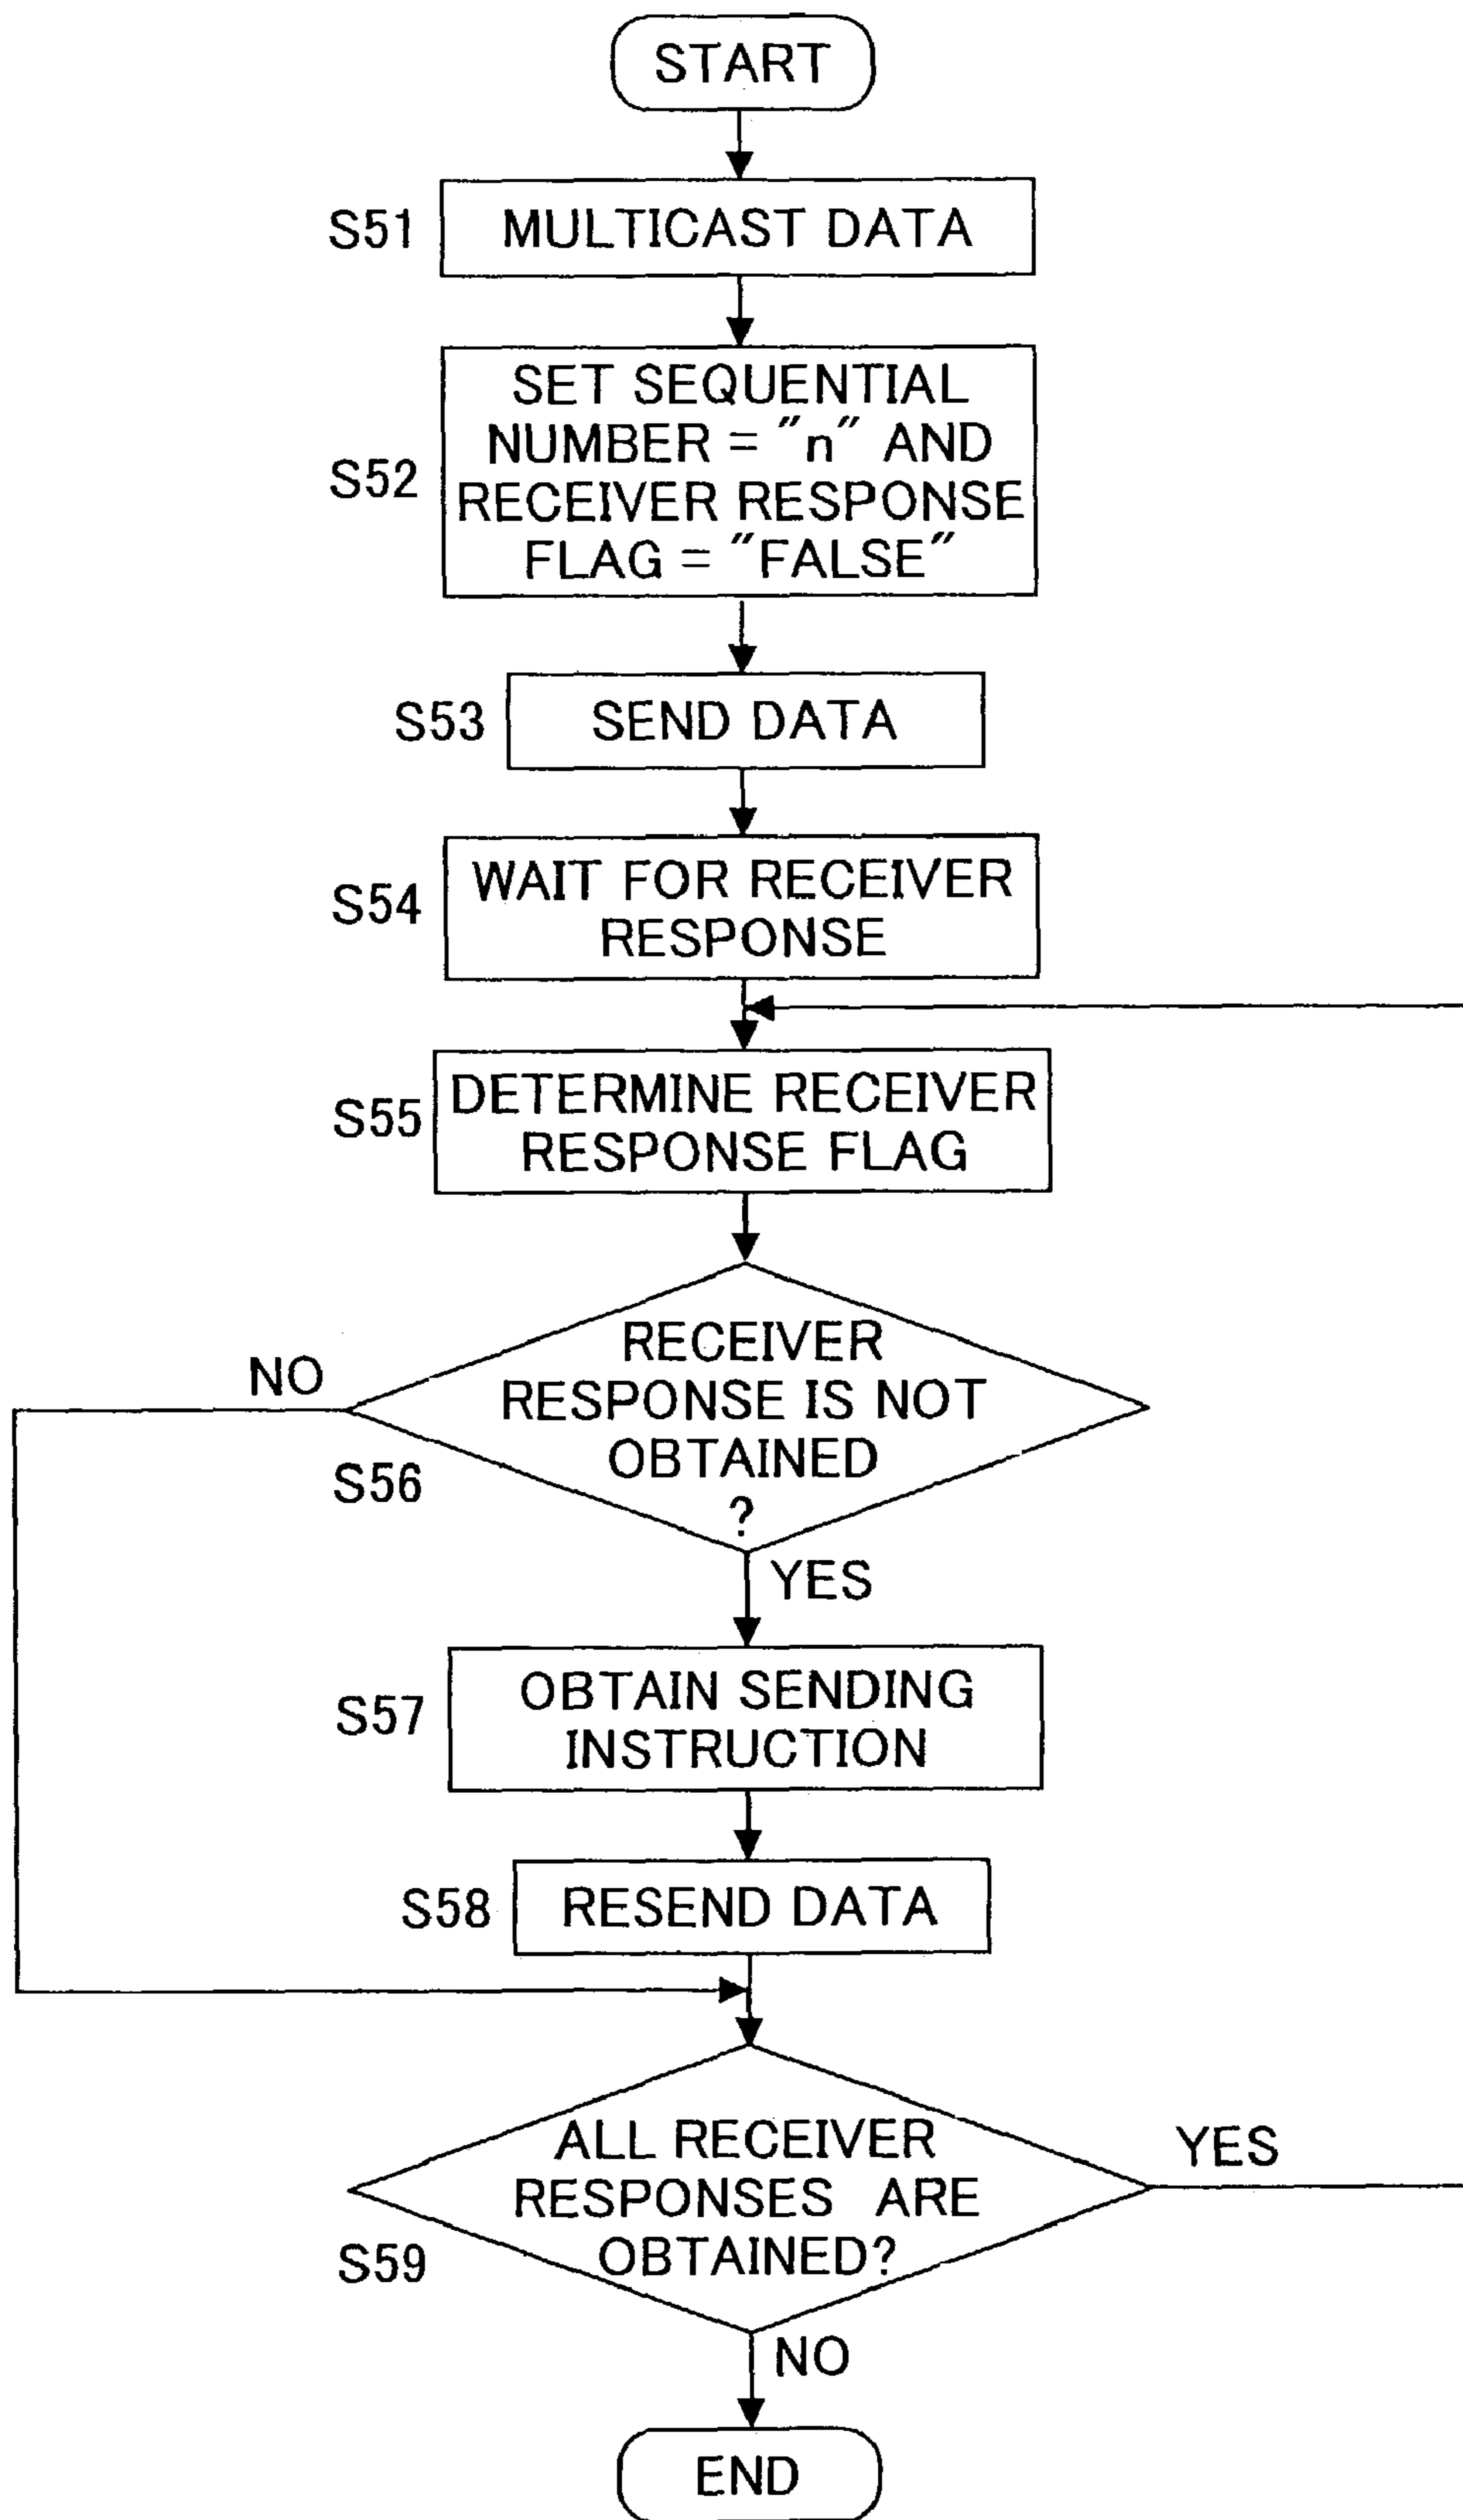 START
S51
MULTICAST DATA
S52
SET SEQUENTIAL
NUMBER = "n" AND
RECEIVER RESPONSE
FLAG = "FALSE"
S53
SEND DATA
S54
WAIT FOR RECEIVER
RESPONSE
S55
DETERMINE RECEIVER
RESPONSE FLAG
NO
S56
RECEIVER
RESPONSE IS NOT
OBTAINED
?
YES
S57
OBTAIN SENDING
INSTRUCTION
S58
RESEND DATA
S59
ALL RECEIVER
RESPONSES ARE
OBTAINED?
YES
NO
END